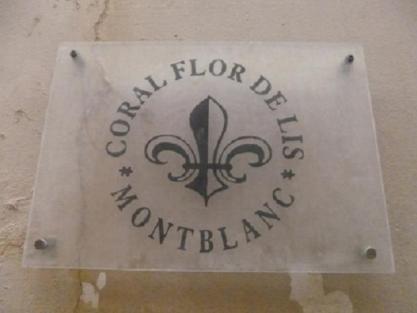 CORAL FLOR DE LIS
* MONTBLANC *